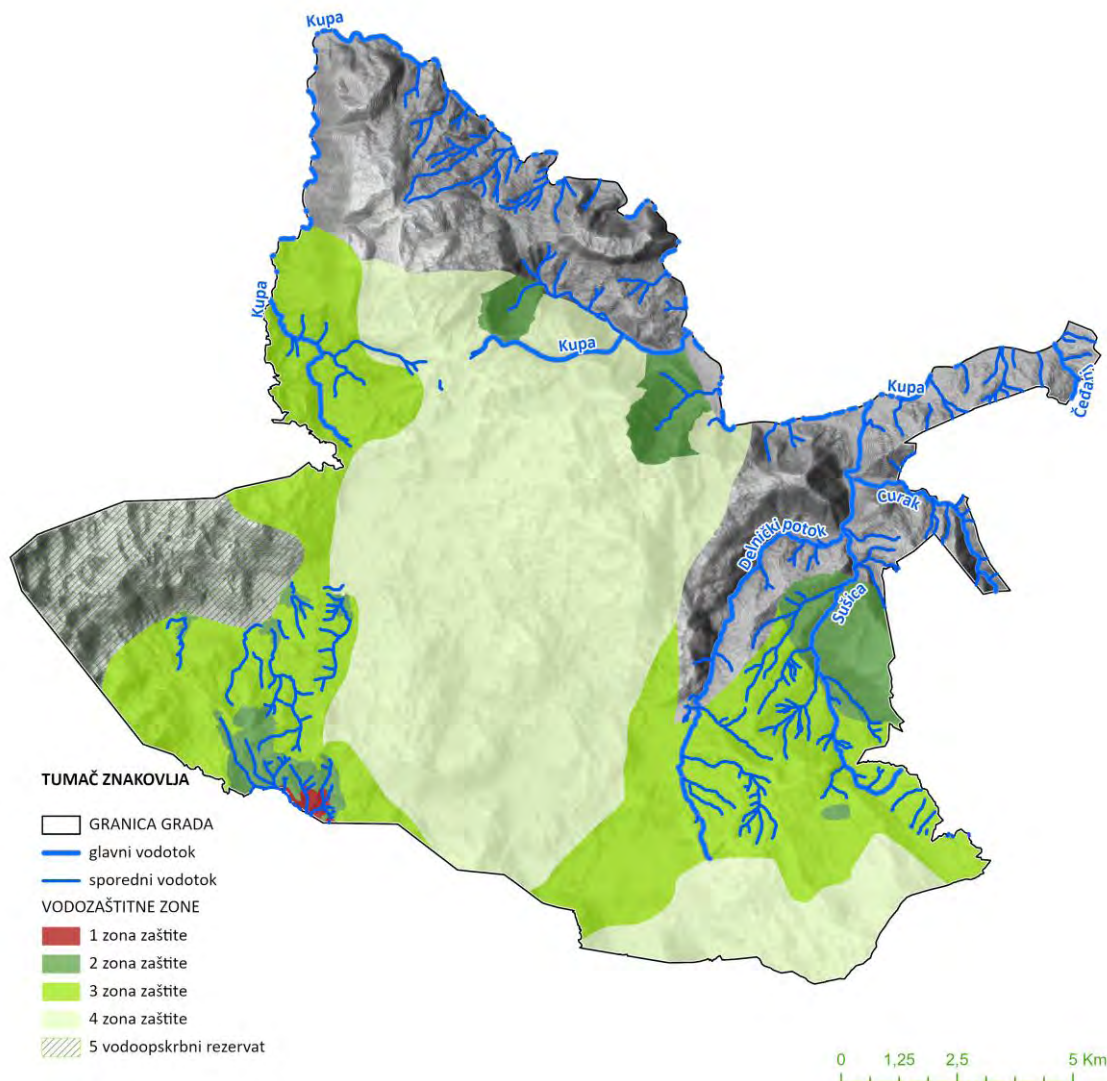 Kupa
Kupa
Kupa
Kupa
Čeđanj
Curak
Delnički potok
Sušica
TUMAČ ZNAKOVLJA
GRANICA GRADA
glavni vodotok
sporedni vodotok
VODOZAŠTITNE ZONE
1 zona zaštite
2 zona zaštite
3 zona zaštite
4 zona zaštite
5 vodoopskrbni rezervat
0 1,25 2,5 5 Km